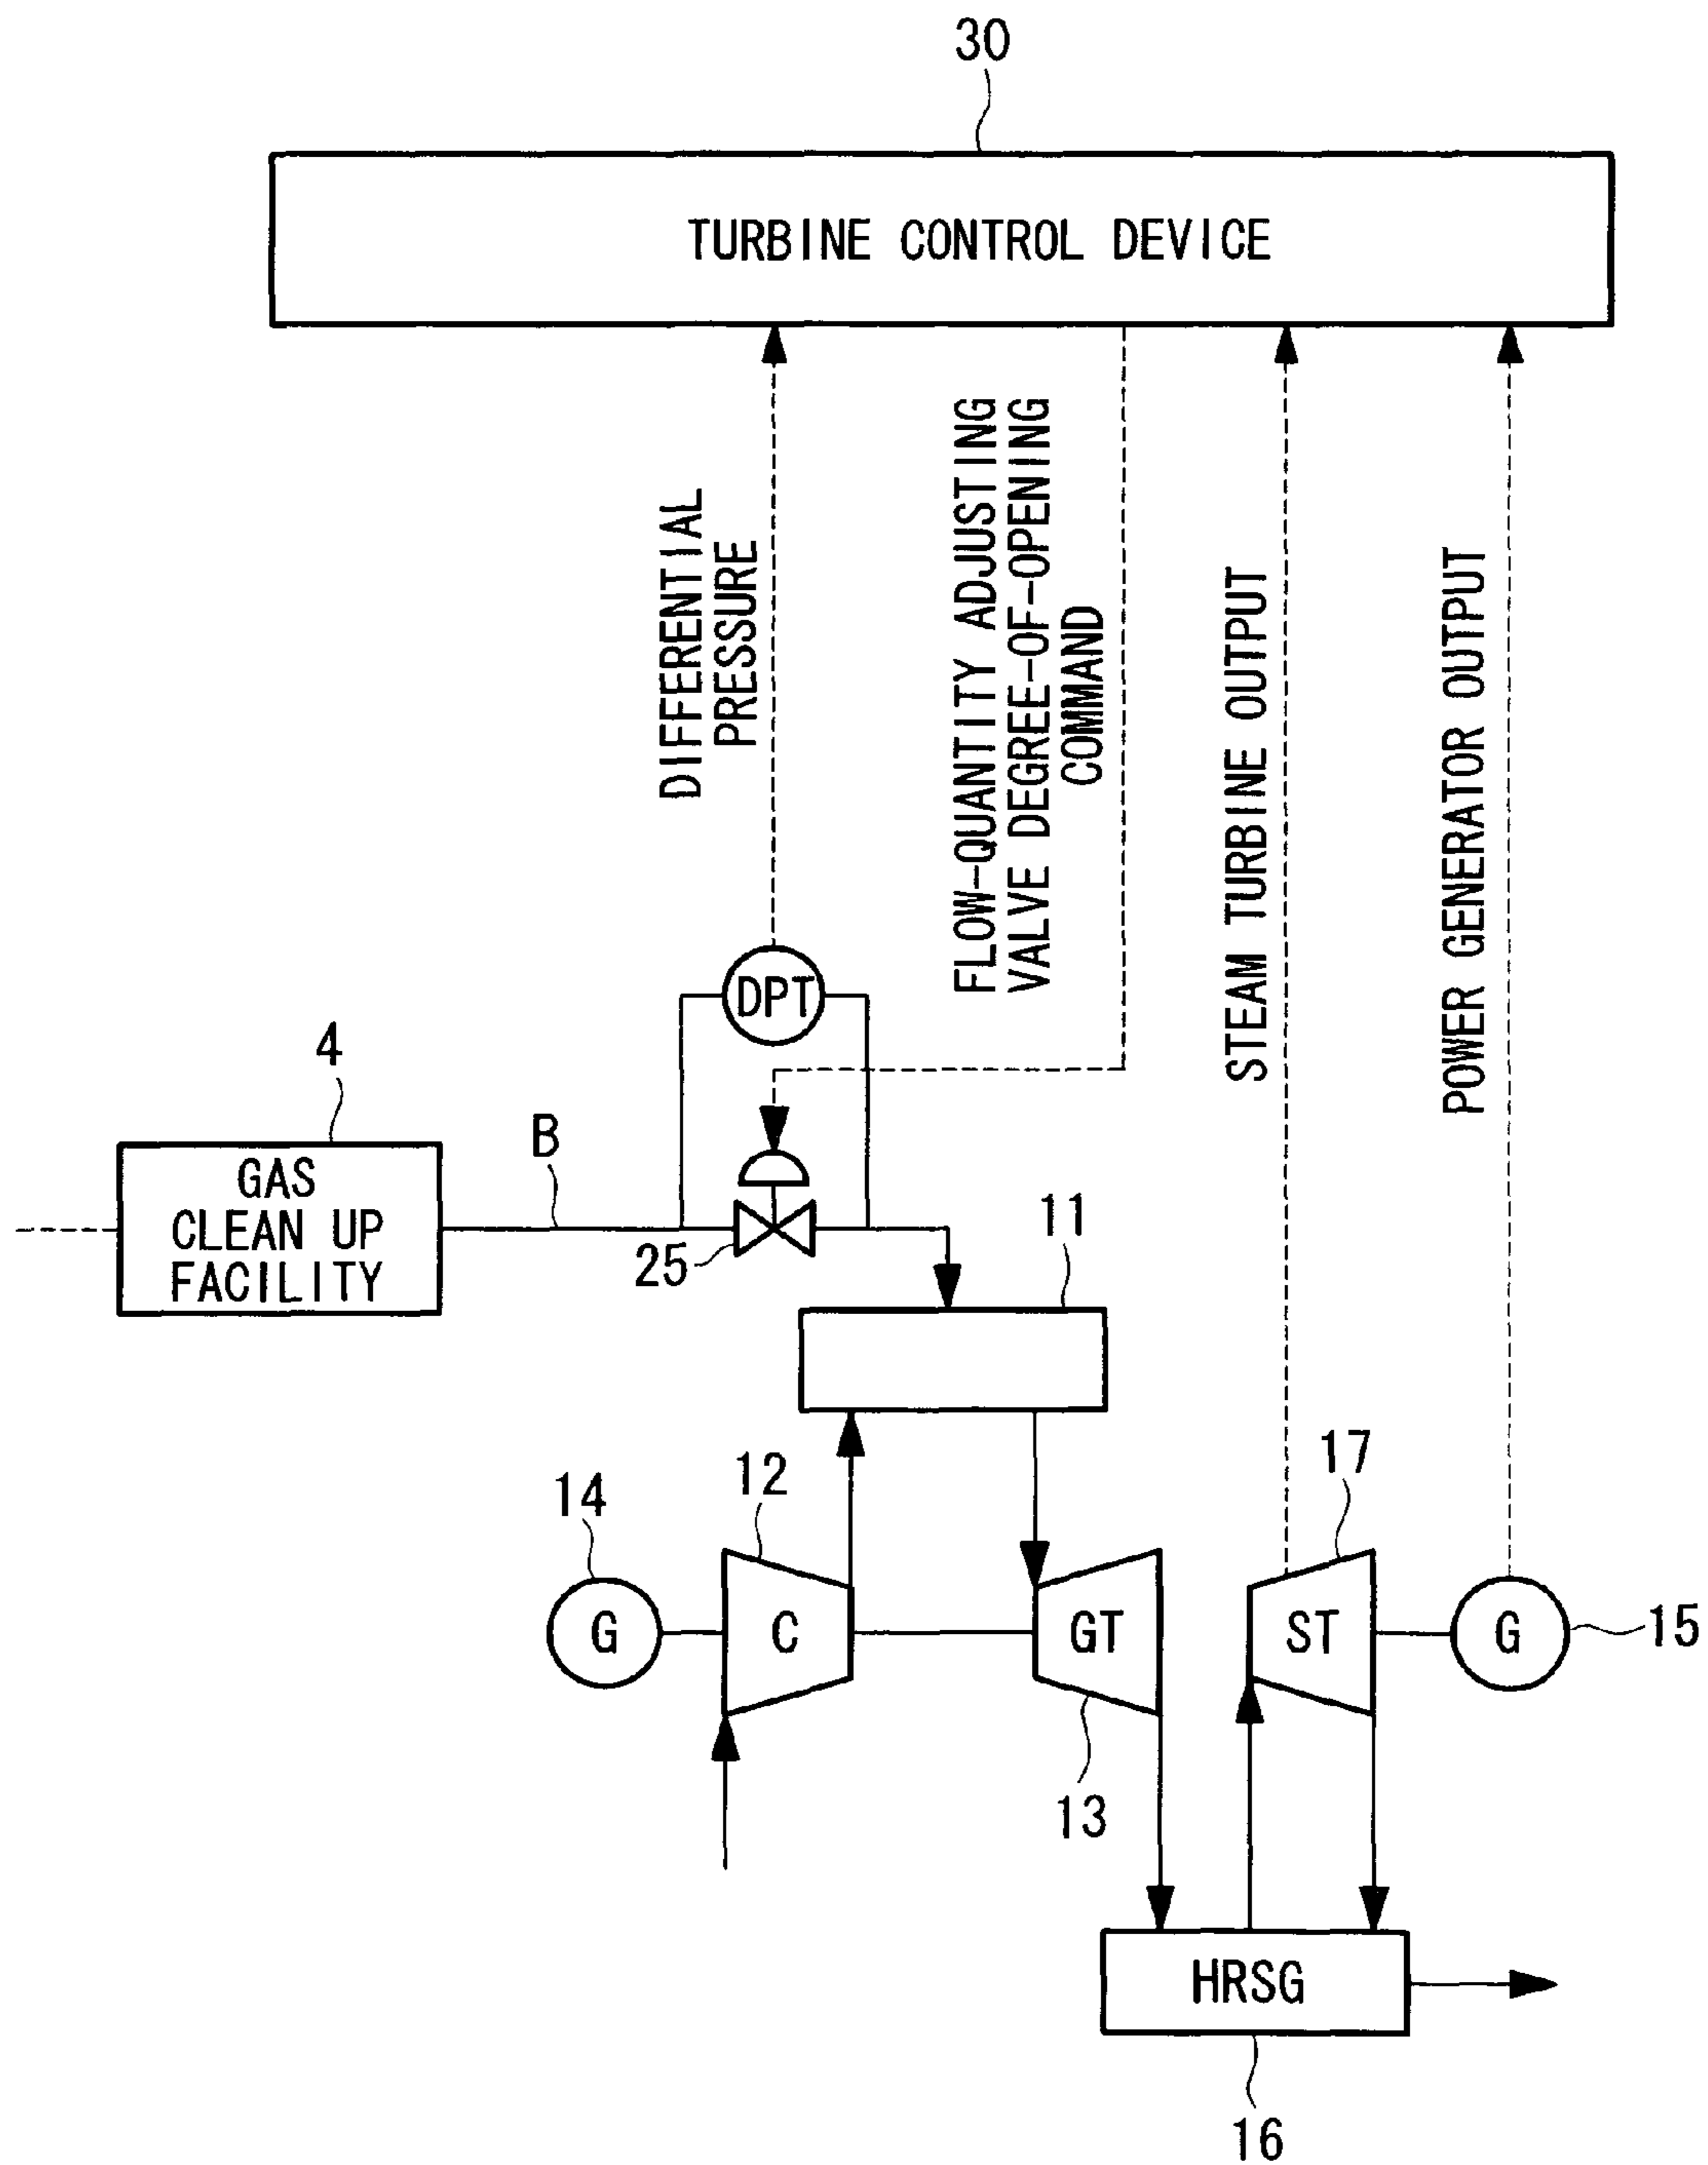 30
TURBINE CONTROL DEVICE
DIFFERENTIAL
PRESSURE
FLOW-QUANTITY ADJUSTING
VALVE DEGREE-OF-OPENING
COMMAND
STEAM TURBINE OUTPUT
POWER GENERATOR OUTPUT
DPT
4
GAS
CLEAN UP
FACILITY
B
25
11
14
12
17
G
C
GT
ST
G
15
13
HRSG
16